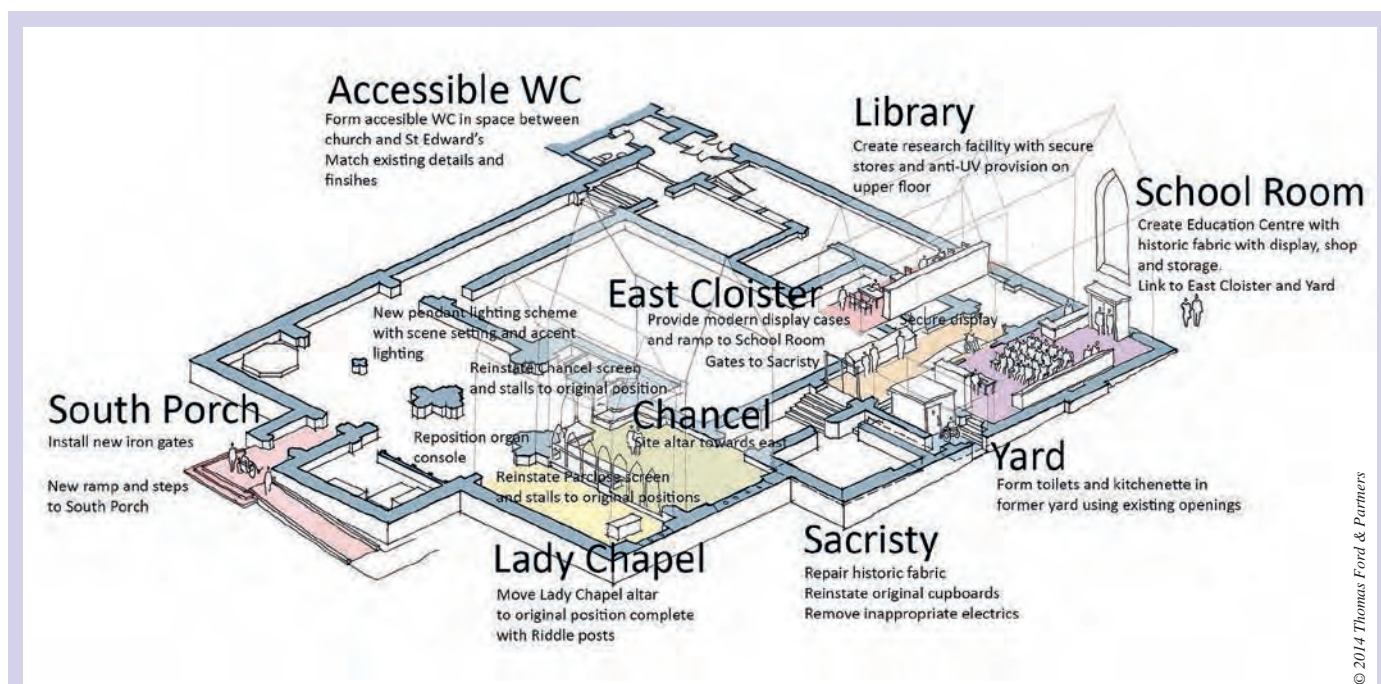 Accessible WC
Form accesible WC in space between
church and St Edward's
Match existing details and
finsihes
Library
Create research facility with secure
stores and anti-UV provision on
upper floor
School Room
Create Education Centre with
historic fabric with display, shop
and storage.
Link to East Cloister and Yard
East Cloister
Provide modern display cases
and ramp to School Room
Gates to Sacristy
Secure display
New pendant lighting scheme
with scene setting and accent
lighting
Reinstate Chancel screen
and stalls to original position
South Porch
Install new iron gates
New ramp and steps
to South Porch
Chancel
Site altar towards east
Reposition organ
console
Reinstate Parclose screen
and stalls to original positions
Yard
Form toilets and kitchenette in
former yard using existing openings
Lady Chapel
Move Lady Chapel altar
to original position complete
with Riddle posts
Sacristy
Repair historic fabric
Reinstate original cupboards
Remove inappropriate electrics
© 2014 Thomas Ford & Partners